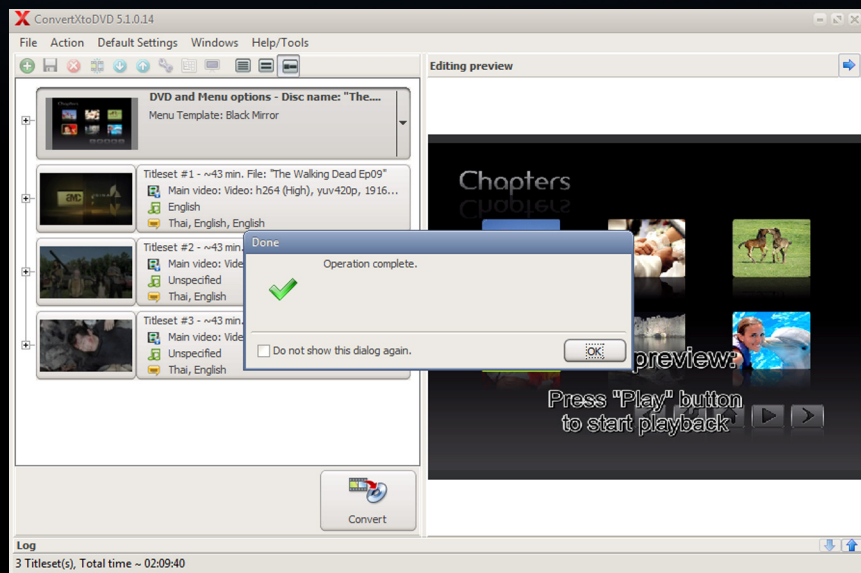 ConvertXtoDVD 5.1.0.14
File Action Default Settings Windows Help/Tools
Editing preview
DVD and Menu options - Disc name: "The....
Menu Template: Black Mirror
Chapters
Titleset #1 - ~43 min. File: "The Walking Dead Ep09"
Main video: Video: h264 (High), yuv420p, 1916...
English
Thai, English, English
amc
Titleset #2 - ~43 min.
Main video: Vide
Unspecified
Thai, English
Titleset #3 - ~43 min.
Main video: Vide
Unspecified
Thai, English
Done
Operation complete.
Do not show this dialog again.
OK
preview:
Press "Play" button
to start playback
Convert
Log
3 Titleset(s), Total time ~ 02:09:40